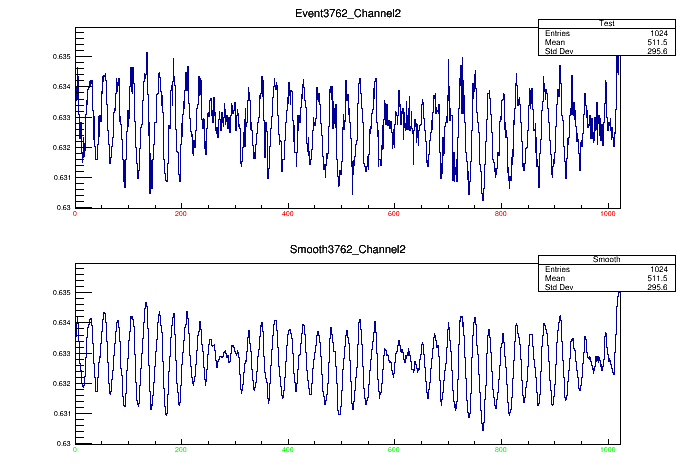 Event3762_Channel2
Test
Entries 1024
Mean 511.5
Std Dev 295.6
0.635
0.634
0.633
0.632
0.631
0.63
0 200 400 600 800 1000
Smooth3762_Channel2
Smooth
Entries 1024
Mean 511.5
Std Dev 295.6
0.635
0.634
0.633
0.632
0.631
0.63
0 200 400 600 800 1000